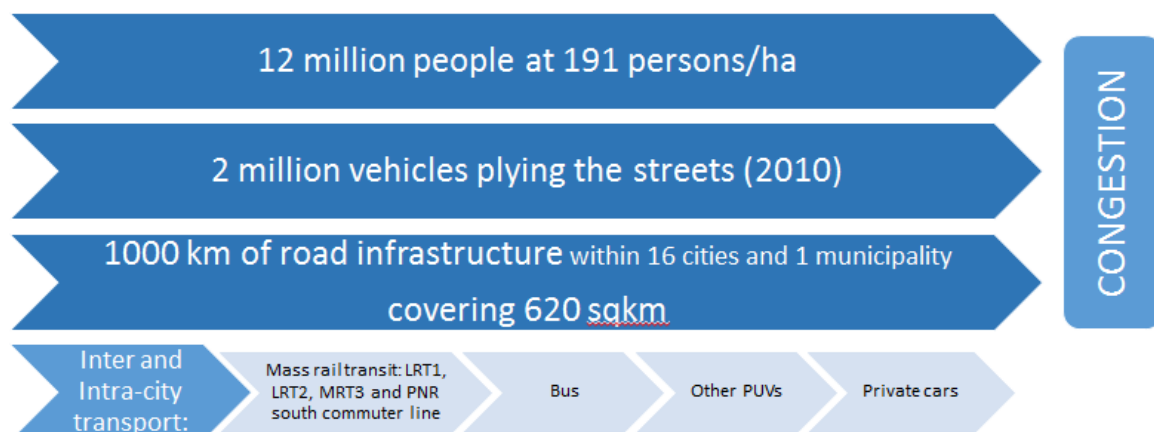 12 million people at 191 persons/ha
2 million vehicles plying the streets (2010)
1000 km of road infrastructure within 16 cities and 1 municipality
covering 620 sqkm
CONGESTION
Inter and
Intra-city
transport:
Mass rail transit: LRT1,
LRT2, MRT3 and PNR
south commuter line
Bus
Other PUVs
Private cars